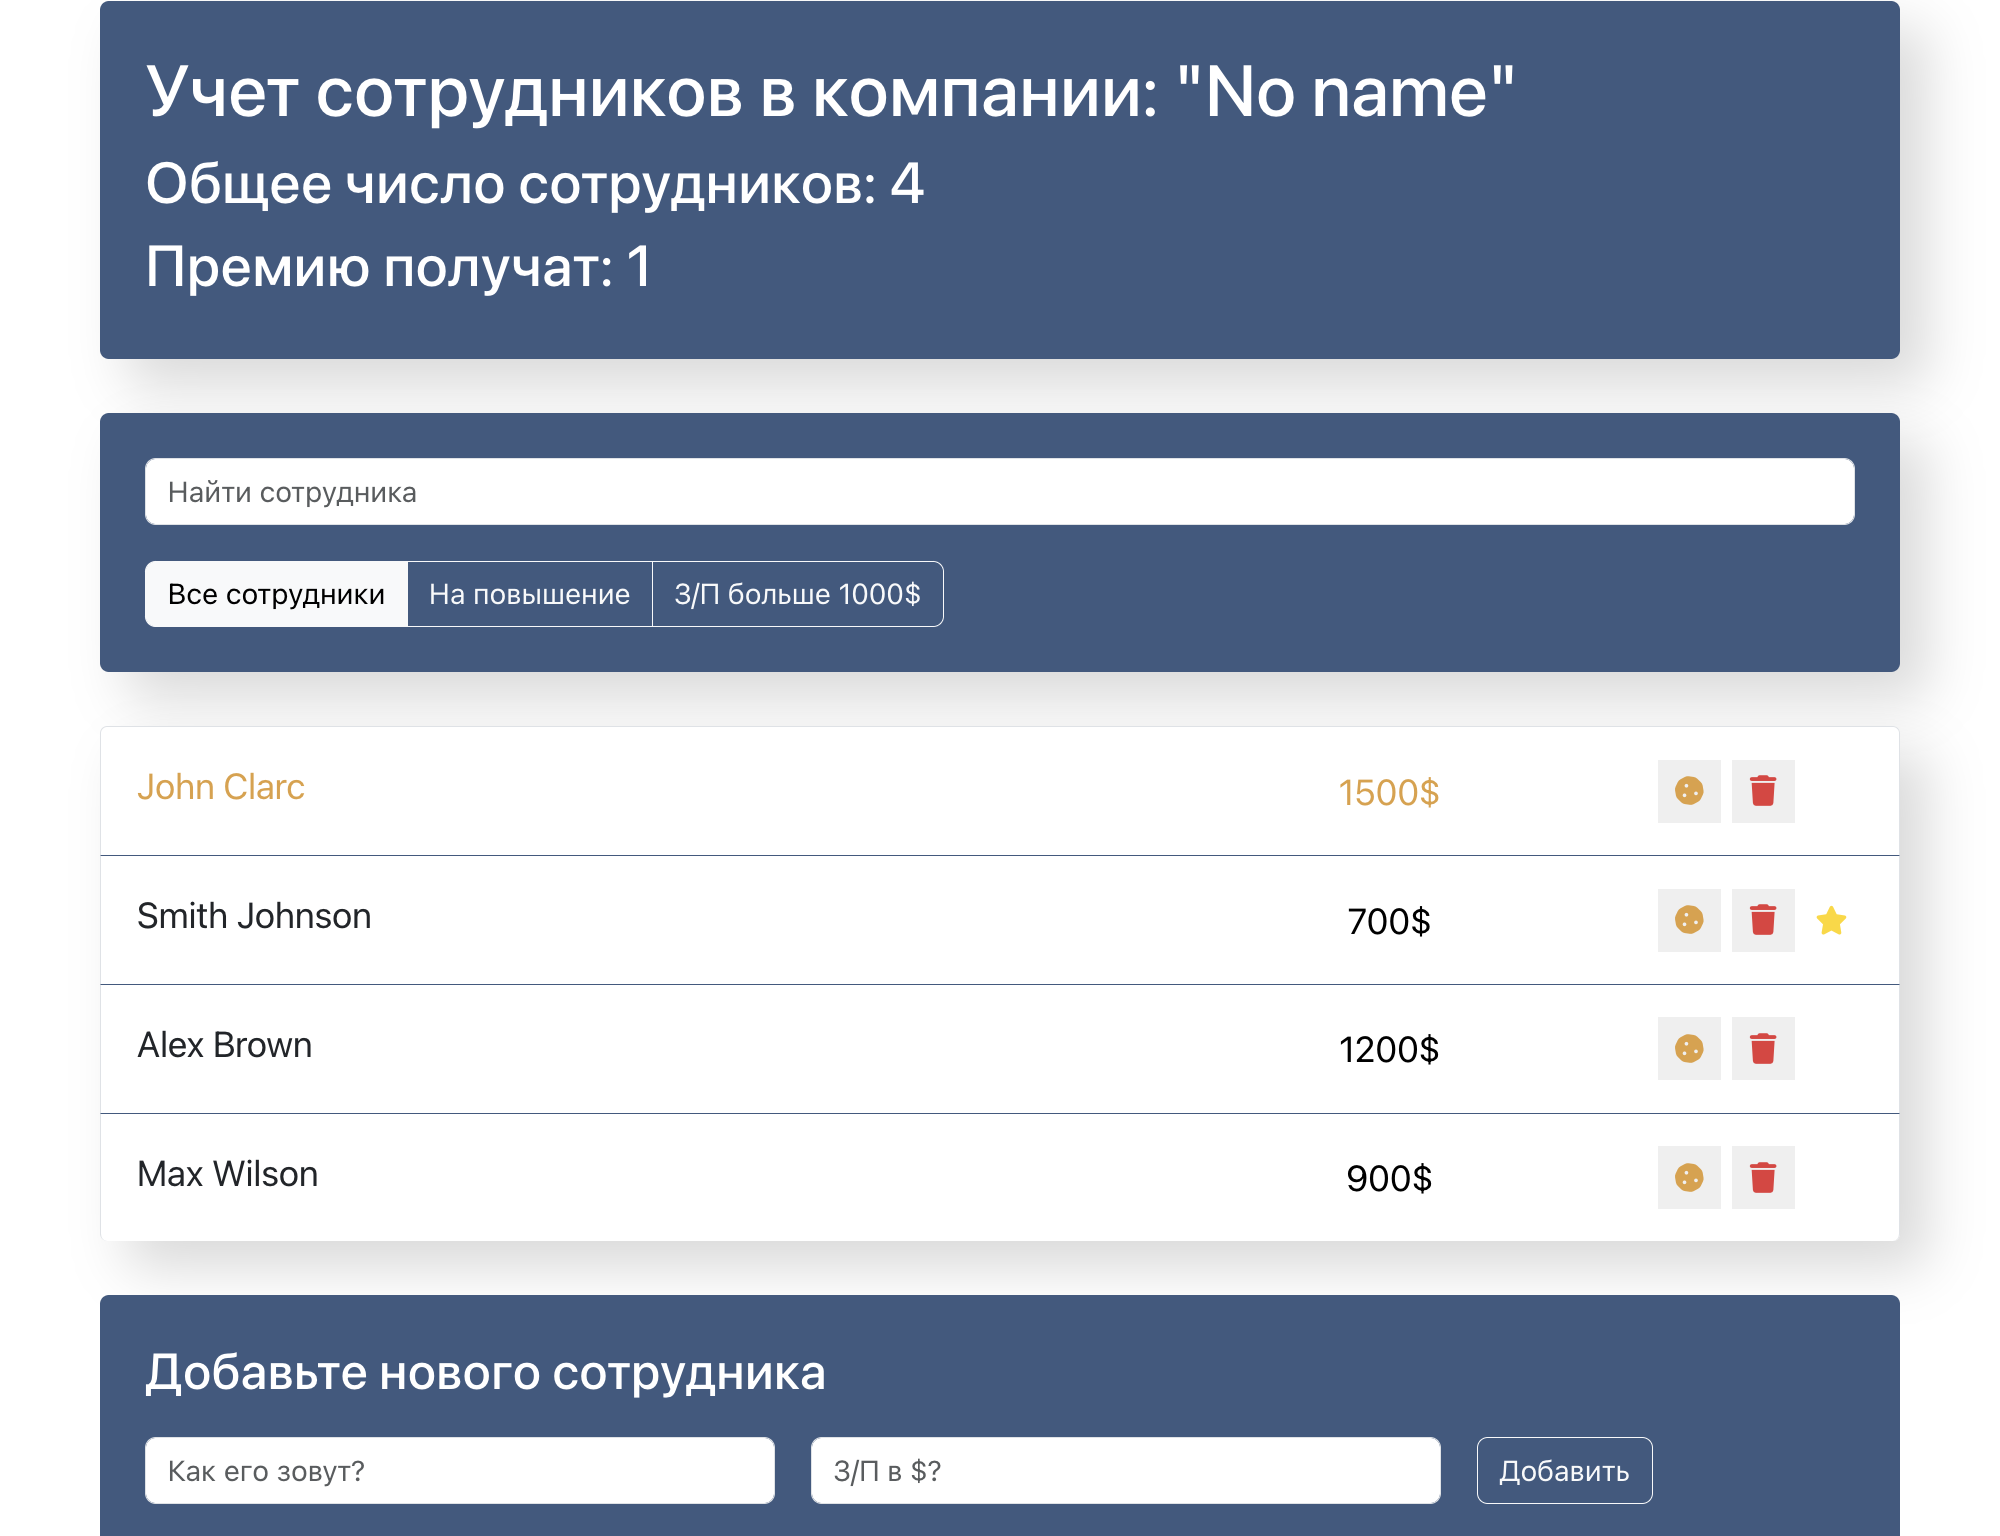 Учет сотрудников в компании: "No name"
Общее число сотрудников: 4
Премию получат: 1
Найти сотрудника
Все сотрудники На повышение З/П больше 1000$
John Clarc 1500$
Smith Johnson 700$
Alex Brown 1200$
Max Wilson 900$
Добавьте нового сотрудника
Как его зовут? З/П в $? Добавить